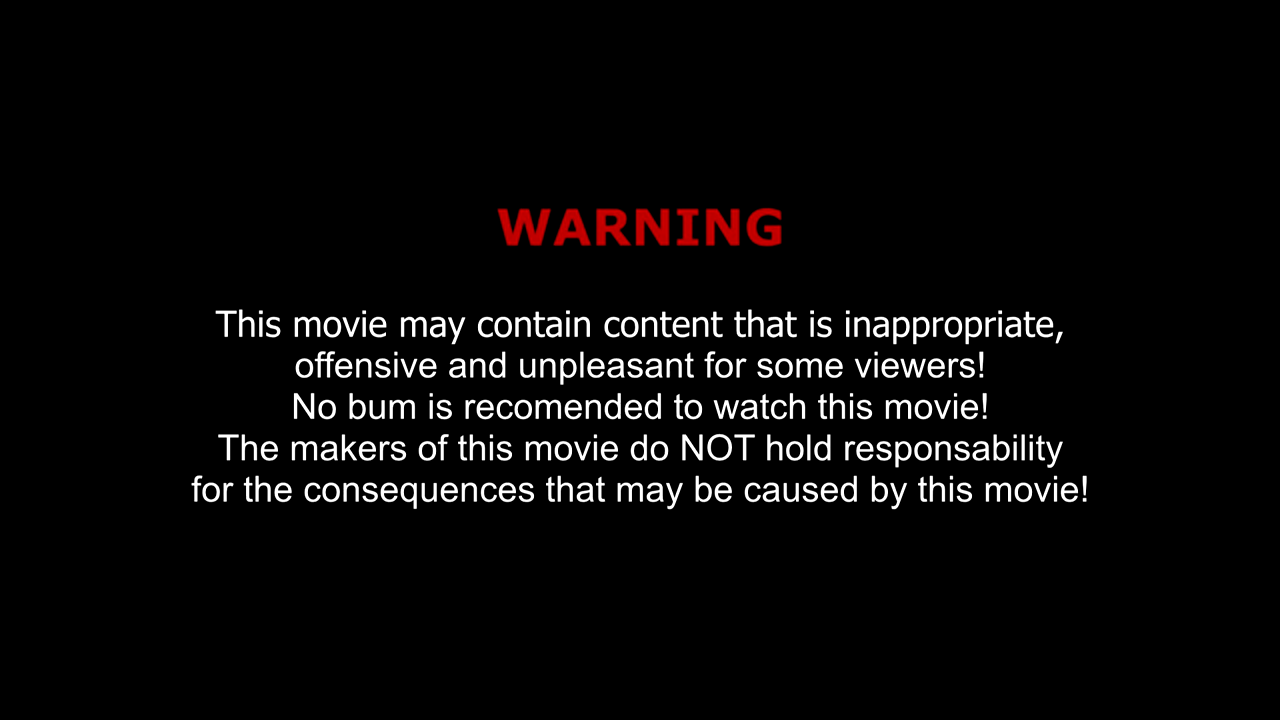 WARNING
This movie may contain content that is inappropriate,
offensive and unpleasant for some viewers!
No bum is recomended to watch this movie!
The makers of this movie do NOT hold responsability
for the consequences that may be caused by this movie!